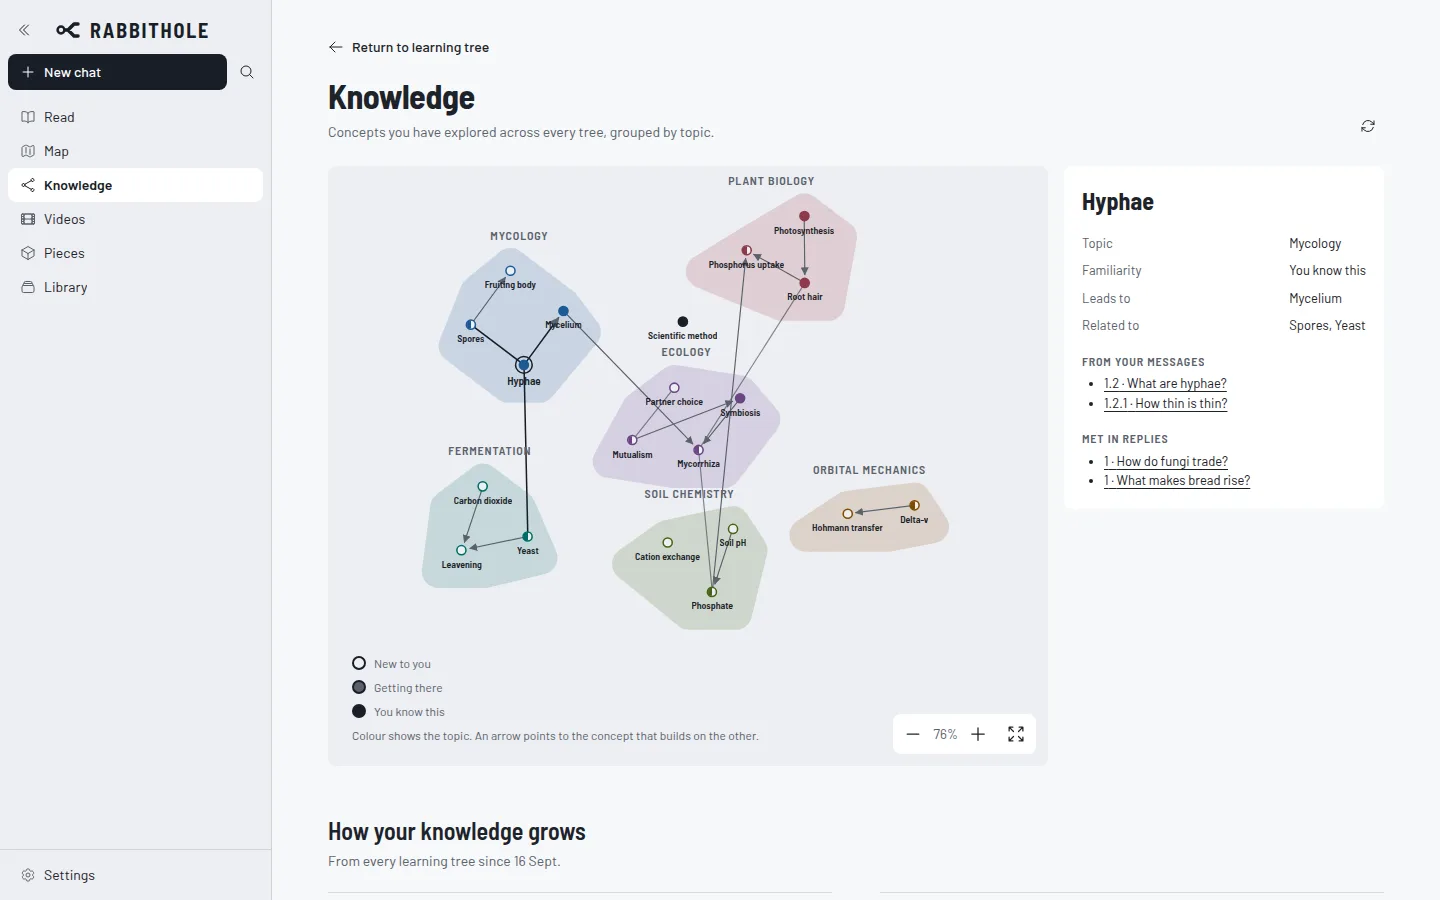 RABBITHOLE
New chat
Read
Map
Knowledge
Videos
Pieces
Library
Settings
Return to learning tree
Knowledge
Concepts you have explored across every tree, grouped by topic.
PLANT BIOLOGY
Photosynthesis
Phosphorus uptake
Root hair
MYCOLOGY
Fruiting body
Mycelium
Spores
Hyphae
Scientific method
ECOLOGY
Partner choice
Symbiosis
Mutualism
Mycorrhiza
FERMENTATION
Carbon dioxide
Yeast
Leavening
SOIL CHEMISTRY
Soil pH
Cation exchange
Phosphate
ORBITAL MECHANICS
Delta-v
Hohmann transfer
New to you
Getting there
You know this
Colour shows the topic. An arrow points to the concept that builds on the other.
76%
Hyphae
Topic Mycology
Familiarity You know this
Leads to Mycelium
Related to Spores, Yeast
FROM YOUR MESSAGES
1.2 · What are hyphae?
1.2.1 · How thin is thin?
MET IN REPLIES
1 · How do fungi trade?
1 · What makes bread rise?
How your knowledge grows
From every learning tree since 16 Sept.